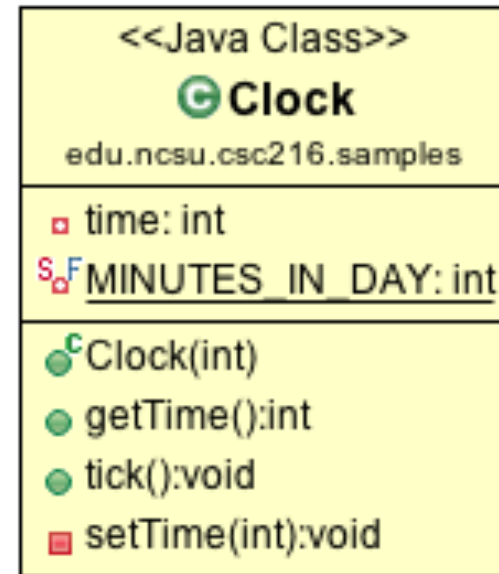 <<Java Class>>
C Clock
edu.ncsu.csc216.samples
time: int
S F MINUTES_IN_DAY: int
C Clock(int)
getTime():int
tick():void
setTime(int):void